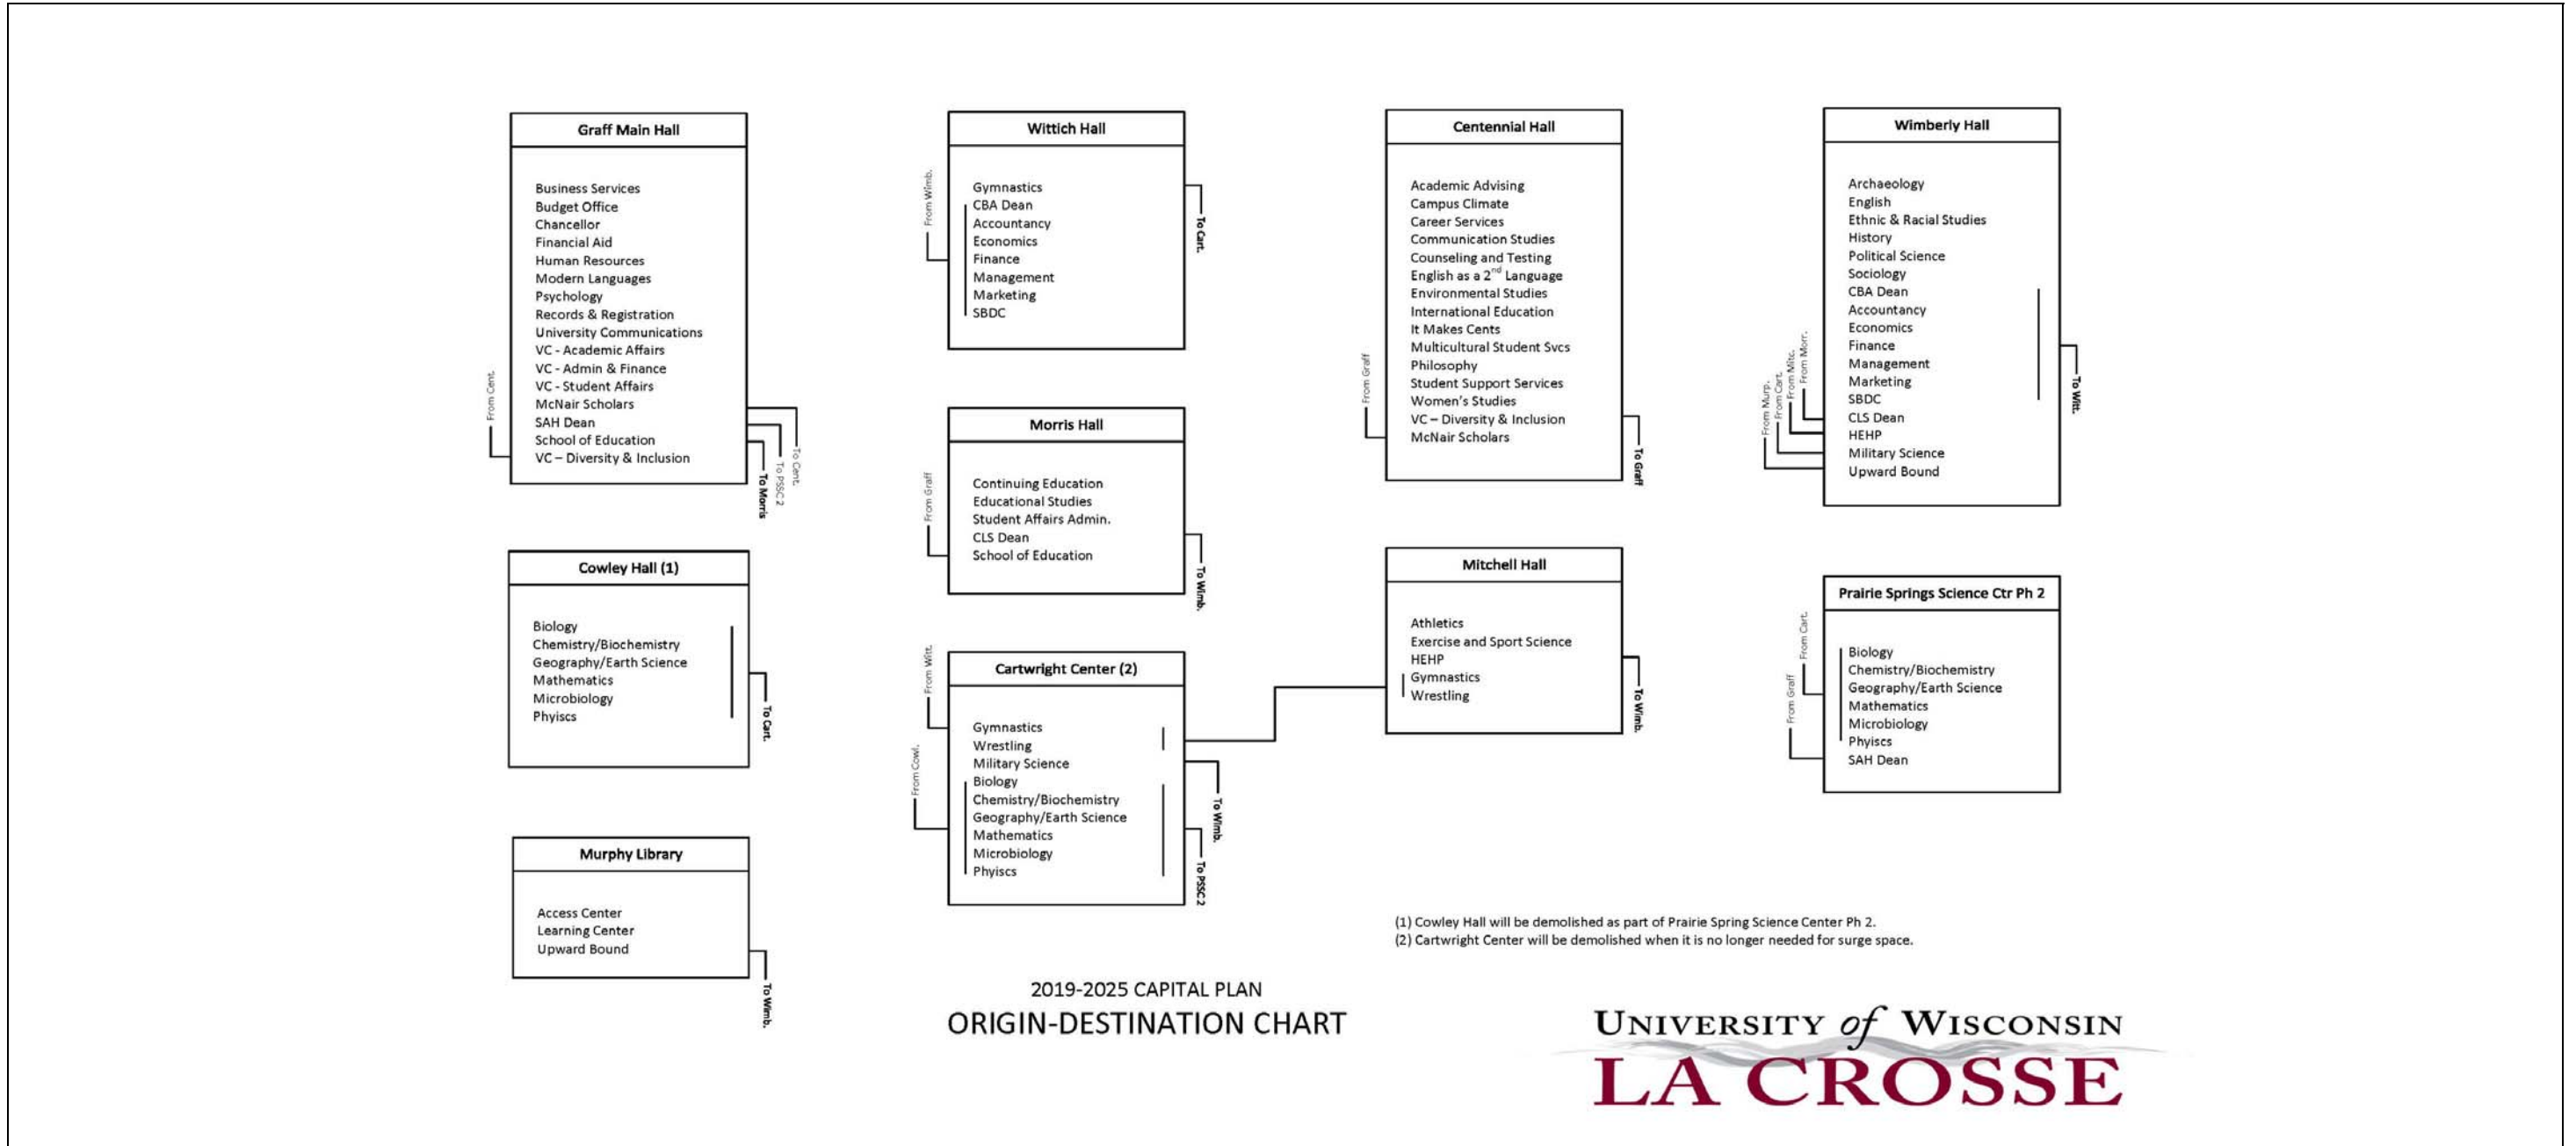 Graff Main Hall
Business Services
Budget Office
Chancellor
Financial Aid
Human Resources
Modern Languages
Psychology
Records & Registration
University Communications
VC - Academic Affairs
VC - Admin & Finance
VC - Student Affairs
McNair Scholars
SAH Dean
School of Education
VC – Diversity & Inclusion
From Cent.
To Morris
To PSSC 2
To Cent.
Cowley Hall (1)
Biology
Chemistry/Biochemistry
Geography/Earth Science
Mathematics
Microbiology
Phyiscs
To Cart.
Murphy Library
Access Center
Learning Center
Upward Bound
To Wimb.
Wittich Hall
From Wimb.
Gymnastics
CBA Dean
Accountancy
Economics
Finance
Management
Marketing
SBDC
To Cart.
Morris Hall
From Graff
Continuing Education
Educational Studies
Student Affairs Admin.
CLS Dean
School of Education
To Wimb.
Cartwright Center (2)
From Witt.
From Cowl.
Gymnastics
Wrestling
Military Science
Biology
Chemistry/Biochemistry
Geography/Earth Science
Mathematics
Microbiology
Phyiscs
To Wimb.
To PSSC 2
Centennial Hall
From Graff
Academic Advising
Campus Climate
Career Services
Communication Studies
Counseling and Testing
English as a 2nd Language
Environmental Studies
International Education
It Makes Cents
Multicultural Student Svcs
Philosophy
Student Support Services
Women's Studies
VC – Diversity & Inclusion
McNair Scholars
To Graff
Mitchell Hall
Athletics
Exercise and Sport Science
HEHP
Gymnastics
Wrestling
To Wimb.
Wimberly Hall
From Murp.
From Cart.
From Mitc.
From Morr.
Archaeology
English
Ethnic & Racial Studies
History
Political Science
Sociology
CBA Dean
Accountancy
Economics
Finance
Management
Marketing
SBDC
CLS Dean
HEHP
Military Science
Upward Bound
To Witt.
Prairie Springs Science Ctr Ph 2
From Graff
From Cart.
Biology
Chemistry/Biochemistry
Geography/Earth Science
Mathematics
Microbiology
Phyiscs
SAH Dean
(1) Cowley Hall will be demolished as part of Prairie Spring Science Center Ph 2.
(2) Cartwright Center will be demolished when it is no longer needed for surge space.
2019-2025 CAPITAL PLAN
ORIGIN-DESTINATION CHART
UNIVERSITY of WISCONSIN
LA CROSSE